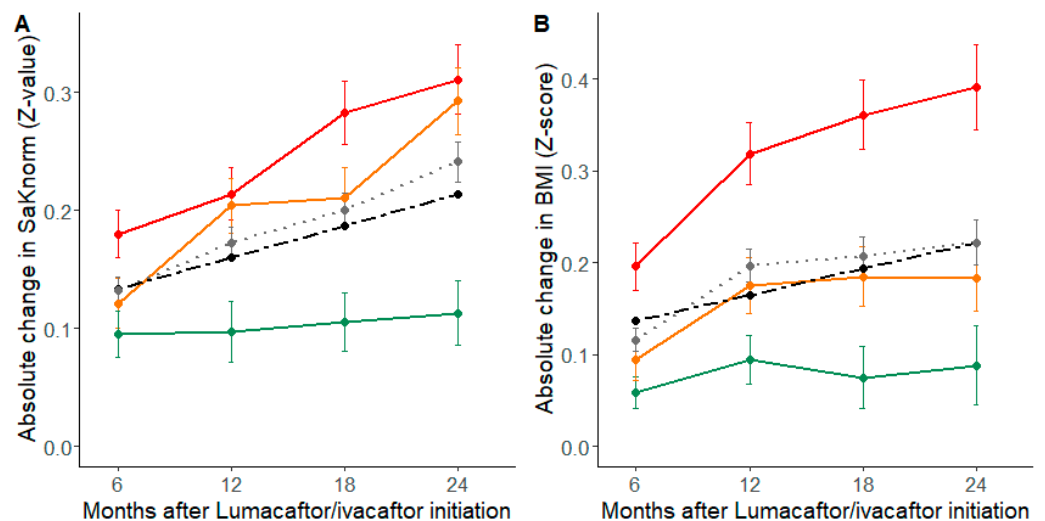 A
Absolute change in SaKnorm (Z-value)
0.3
0.2
0.1
0.0
6 12 18 24
Months after Lumacaftor/ivacaftor initiation
B
Absolute change in BMI (Z-score)
0.4
0.3
0.2
0.1
0.0
6 12 18 24
Months after Lumacaftor/ivacaftor initiation